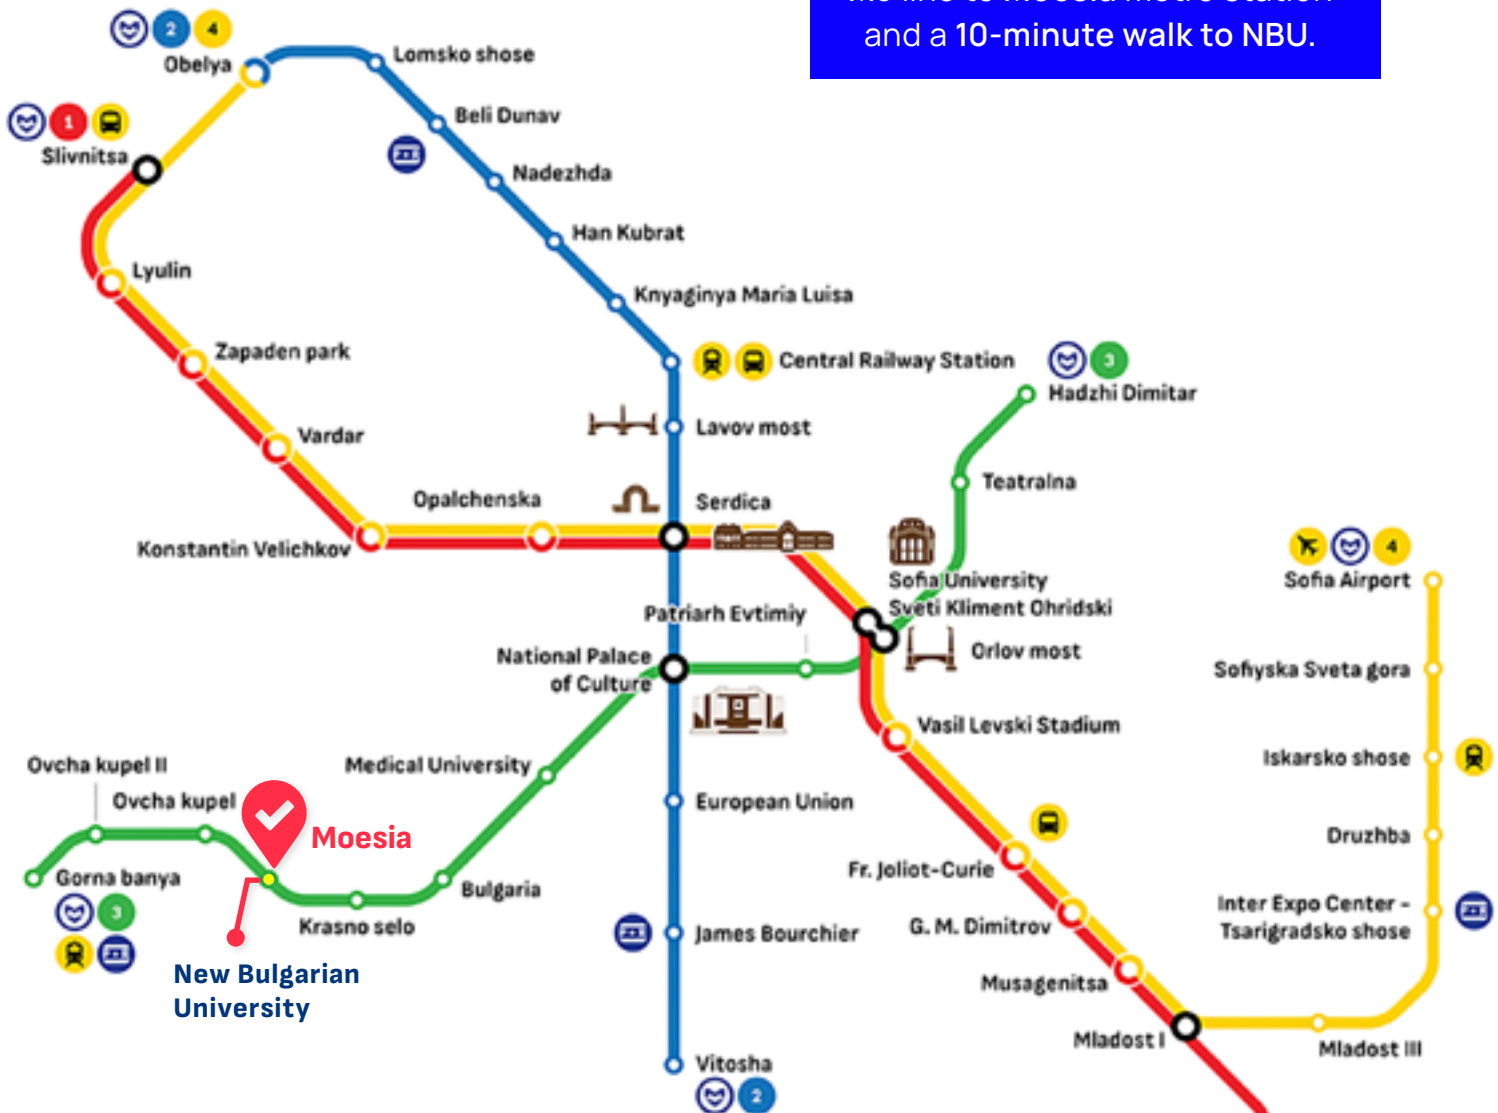 and a 10-minute walk to NBU.
2
4
Obelya
Lomsko shose
1
Slivnitsa
Beli Dunav
Nadezhda
Han Kubrat
Lyulin
Knyaginya Maria Luisa
Zapaden park
Central Railway Station
3
Hadzhi Dimitar
Vardar
Lavov most
Teatralna
Opalchenska
Serdica
Konstantin Velichkov
4
Sofia Airport
Sofia University
Sveti Kliment Ohridski
Patriarh Evtimiy
Orlov most
National Palace
of Culture
Sofiyska Sveta gora
Vasil Levski Stadium
Iskarsko shose
Ovcha kupel II
Medical University
Ovcha kupel
European Union
Moesia
Druzhba
Fr. Joliot-Curie
Gorna banya
3
Bulgaria
Krasno selo
Inter Expo Center -
Tsarigradsko shose
G. M. Dimitrov
James Bourchier
New Bulgarian
University
Musagenitsa
Mladost I
Mladost III
Vitosha
2